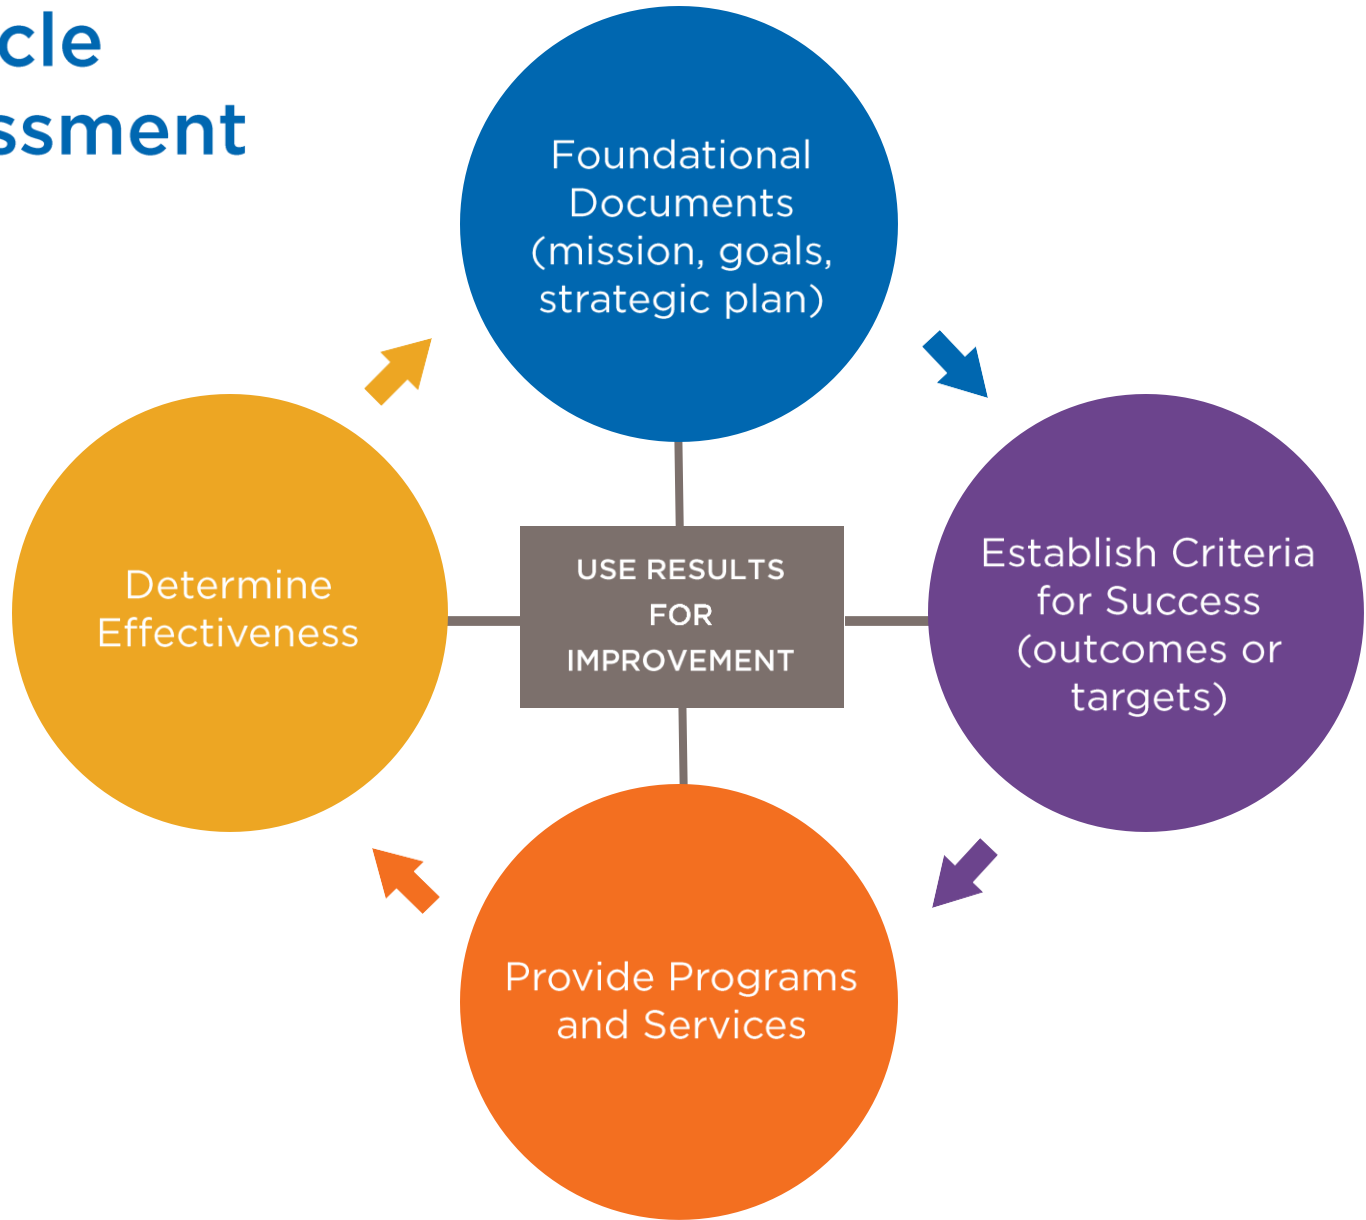 cle
ssment
Foundational
Documents
(mission, goals,
strategic plan)
Establish Criteria
for Success
(outcomes or
targets)
USE RESULTS
FOR
IMPROVEMENT
Determine
Effectiveness
Provide Programs
and Services